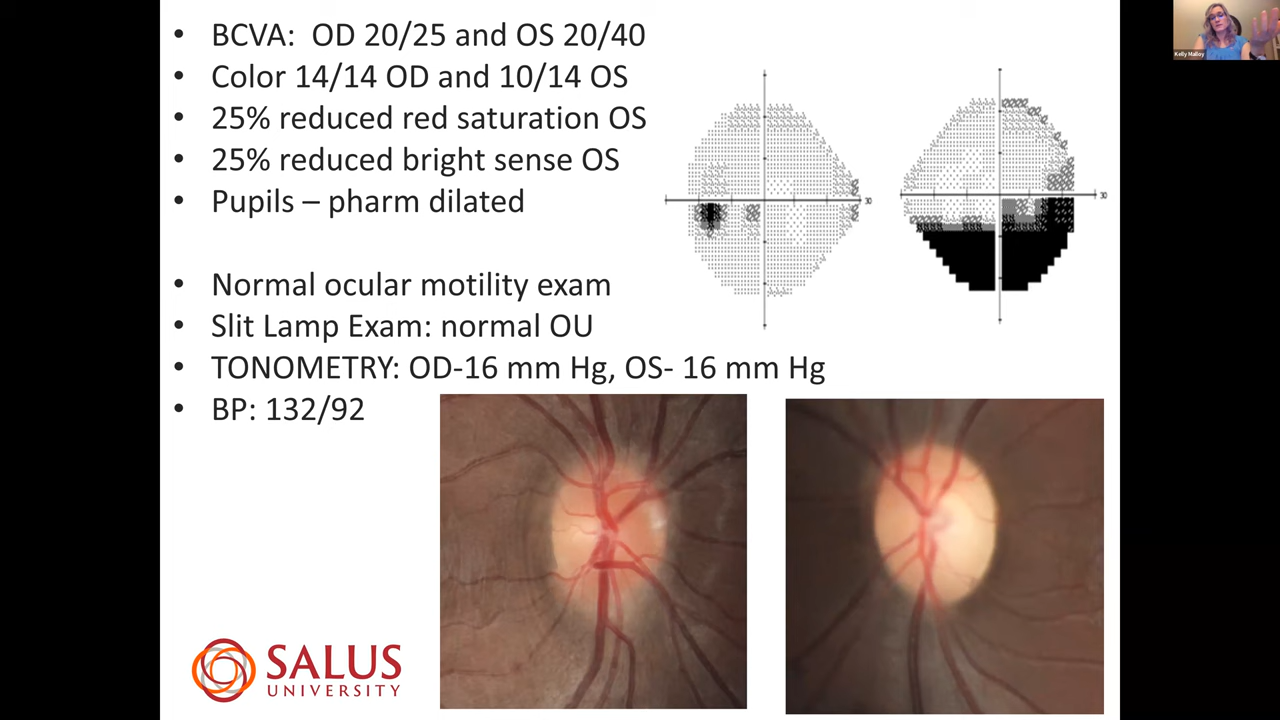 • BCVA:  OD 20/25 and OS 20/40
• Color 14/14 OD and 10/14 OS
• 25% reduced red saturation OS
• 25% reduced bright sense OS
• Pupils – pharm dilated
30
30
• Normal ocular motility exam
• Slit Lamp Exam: normal OU
• TONOMETRY: OD-16 mm Hg, OS- 16 mm Hg
• BP: 132/92
SALUS
UNIVERSITY
Kelly Malloy